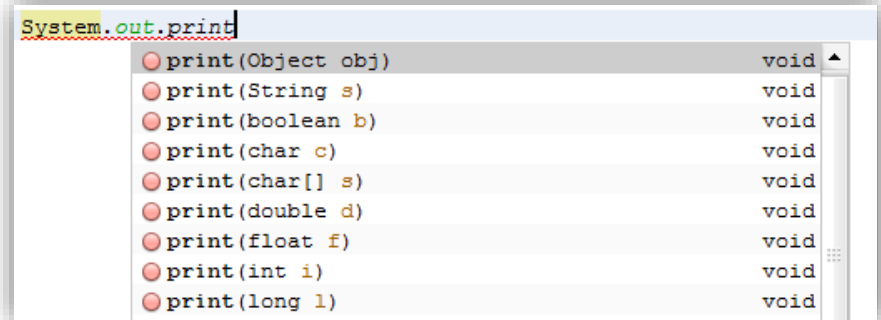 System.out.print
print(Object obj) void
print(String s) void
print(boolean b) void
print(char c) void
print(char[] s) void
print(double d) void
print(float f) void
print(int i) void
print(long l) void